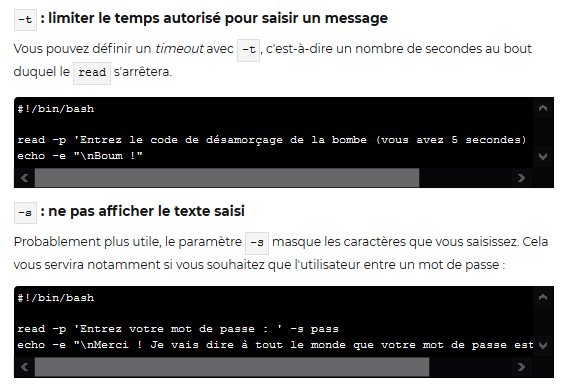 -t : limiter le temps autorisé pour saisir un message
Vous pouvez définir un timeout avec -t, c'est-à-dire un nombre de secondes au bout
duquel le read s'arrêtera.
#!/bin/bash
read -p 'Entrez le code de désamorçage de la bombe (vous avez 5 secondes)
echo -e "\nBoum !"
-s : ne pas afficher le texte saisi
Probablement plus utile, le paramètre -s masque les caractères que vous saisissez. Cela
vous servira notamment si vous souhaitez que l'utilisateur entre un mot de passe :
#!/bin/bash
read -p 'Entrez votre mot de passe : ' -s pass
echo -e "\nMerci ! Je vais dire à tout le monde que votre mot de passe est